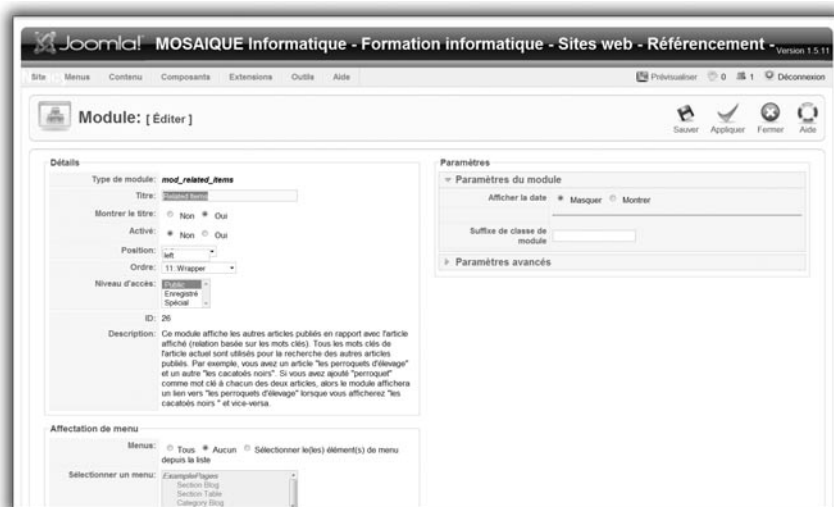 Joomla! MOSAIQUE Informatique - Formation informatique - Sites web - Référencement - Version 1.5.11
Site Menus Contenu Composants Extensions Outils Aide Prévisualiser 0 1 Déconnexion
Module: [ Éditer ]
Sauver Appliquer Fermer Aide
Détails
Type de module: mod_related_items
Titre: Related Items
Montrer le titre: Non Oui
Activé: Non Oui
Position: left
Ordre: 11 :Wrapper
Niveau d'accès: Public
Enregistré
Spécial
ID: 26
Description: Ce module affiche les autres articles publiés en rapport avec l'article
affiché (relation basée sur les mots clés). Tous les mots clés de
l'article actuel sont utilisés pour la recherche des autres articles
publiés. Par exemple, vous avez un article "les perroquets d'élevage"
et un autre "les cacatoès noirs". Si vous avez ajouté "perroquet"
comme mot clé à chacun des deux articles, alors le module affichera
un lien vers "les perroquets d'élevage" lorsque vous afficherez "les
cacatoès noirs " et vice-versa.
Affectation de menu
Menus: Tous Aucun Sélectionner le(les) élément(s) de menu
depuis la liste
Sélectionner un menu: ExamplePages
Section Blog
Section Table
Category Blog
Paramètres
Paramètres du module
Afficher la date Masquer Montrer
Suffixe de classe de
module
Paramètres avancés